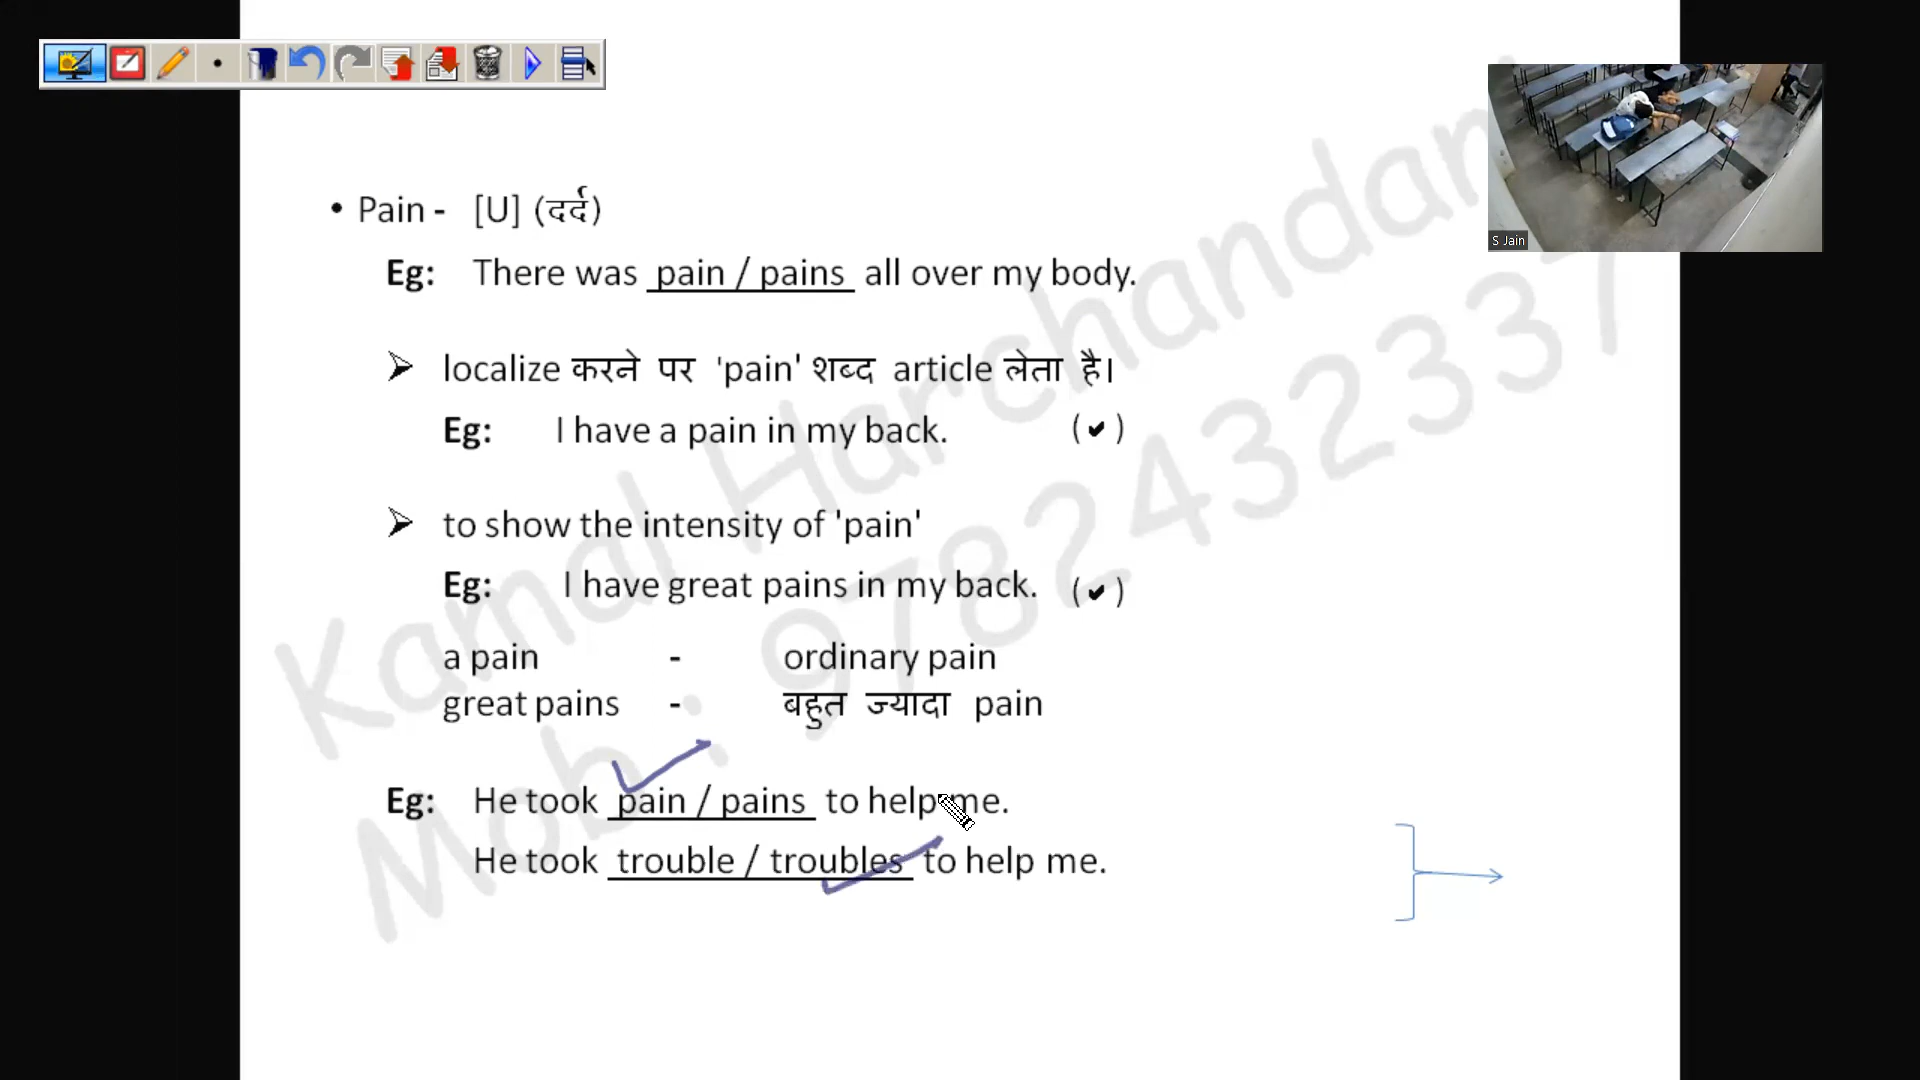 S Jain
• Pain - [U] (दर्द)
Eg: There was pain / pains all over my body.
➢ localize करने पर 'pain' शब्द article लेता है।
Eg: I have a pain in my back. (✔)
➢ to show the intensity of 'pain'
Eg: I have great pains in my back. (✔)
a pain - ordinary pain
great pains - बहुत ज्यादा pain
Eg: He took pain / pains to help me.
He took trouble / troubles to help me.
Kamal Harchandani
Mob : 9782432337